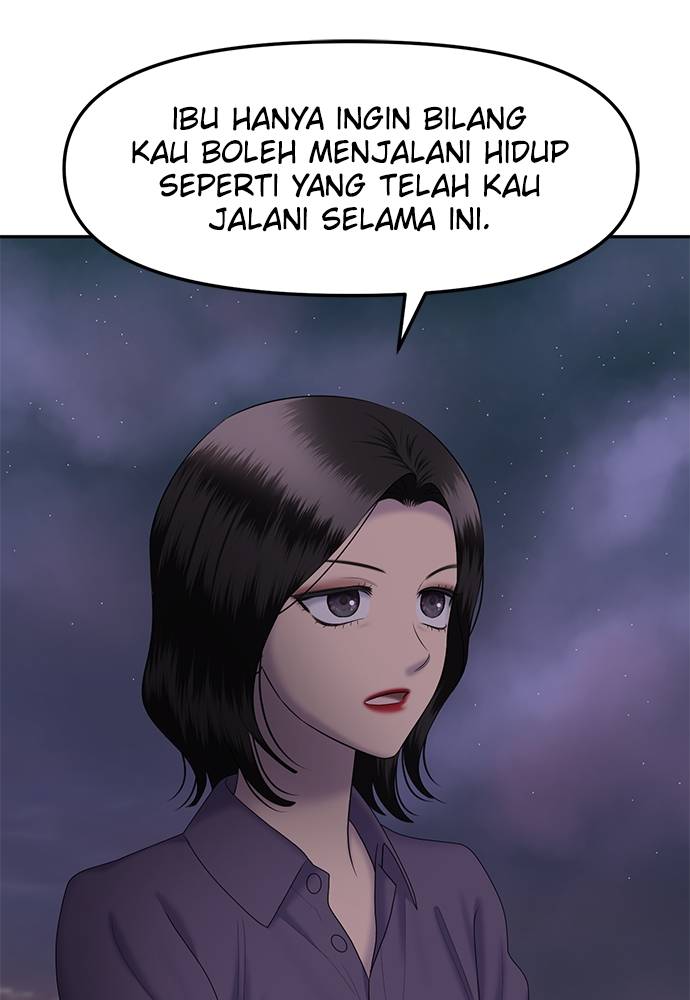 IBU HANYA INGIN BILANG
KAU BOLEH MENJALANI HIDUP
SEPERTI YANG TELAH KAU
JALANI SELAMA INI.